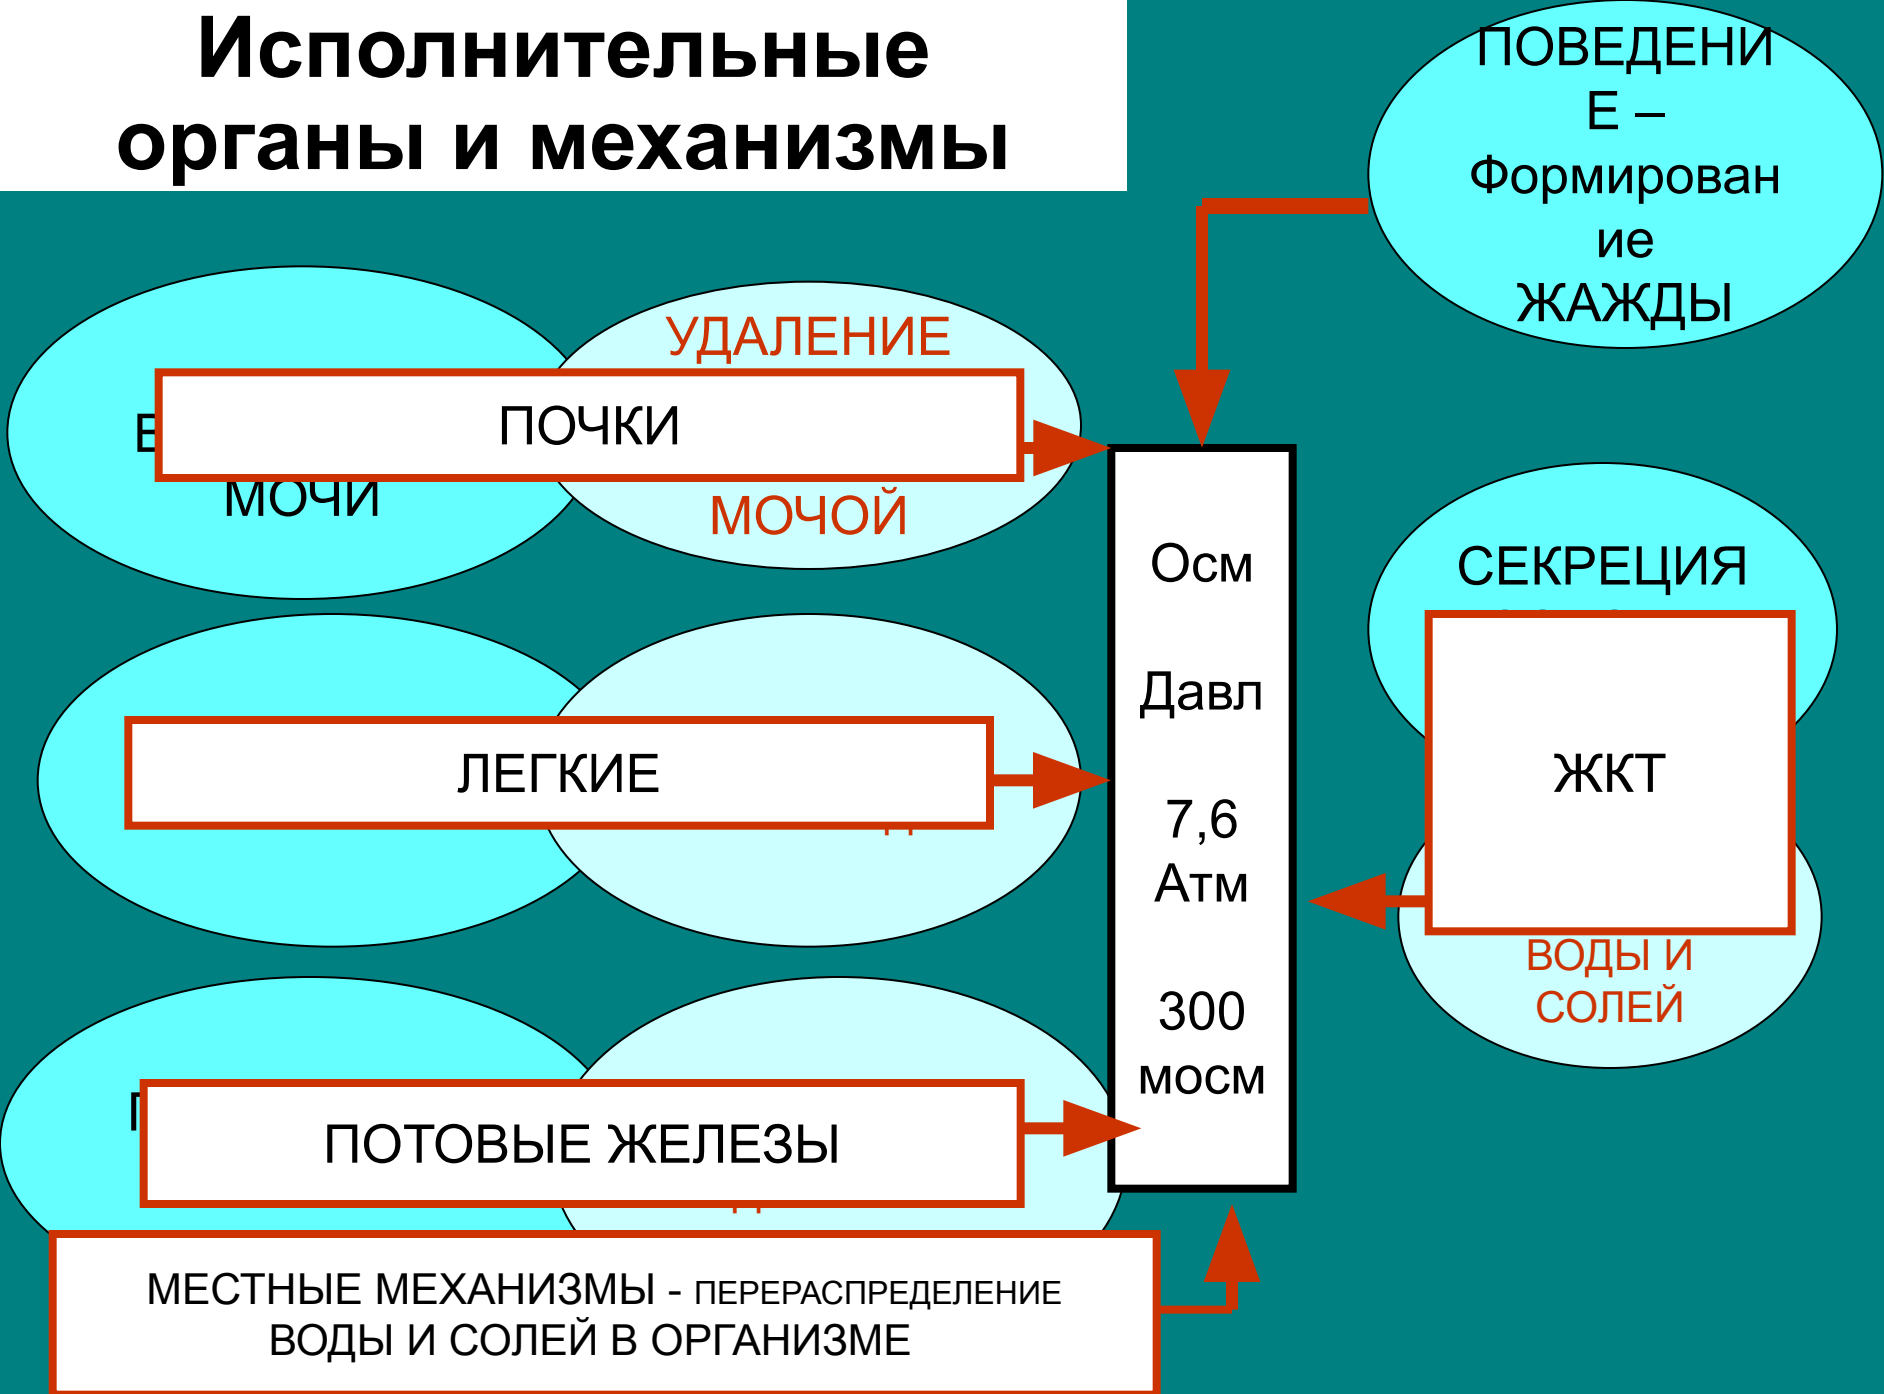 Исполнительные
органы и механизмы
ПОВЕДЕНИ
Е –
Формирован
ие
ЖАЖДЫ
УДАЛЕНИЕ
ПОЧКИ
МОЧИ
МОЧОЙ
Осм
Давл
7,6
Атм
300
мосм
СЕКРЕЦИЯ
ЖКТ
ВОДЫ И
СОЛЕЙ
ЛЕГКИЕ
ПОТОВЫЕ ЖЕЛЕЗЫ
МЕСТНЫЕ МЕХАНИЗМЫ - ПЕРЕРАСПРЕДЕЛЕНИЕ
ВОДЫ И СОЛЕЙ В ОРГАНИЗМЕ